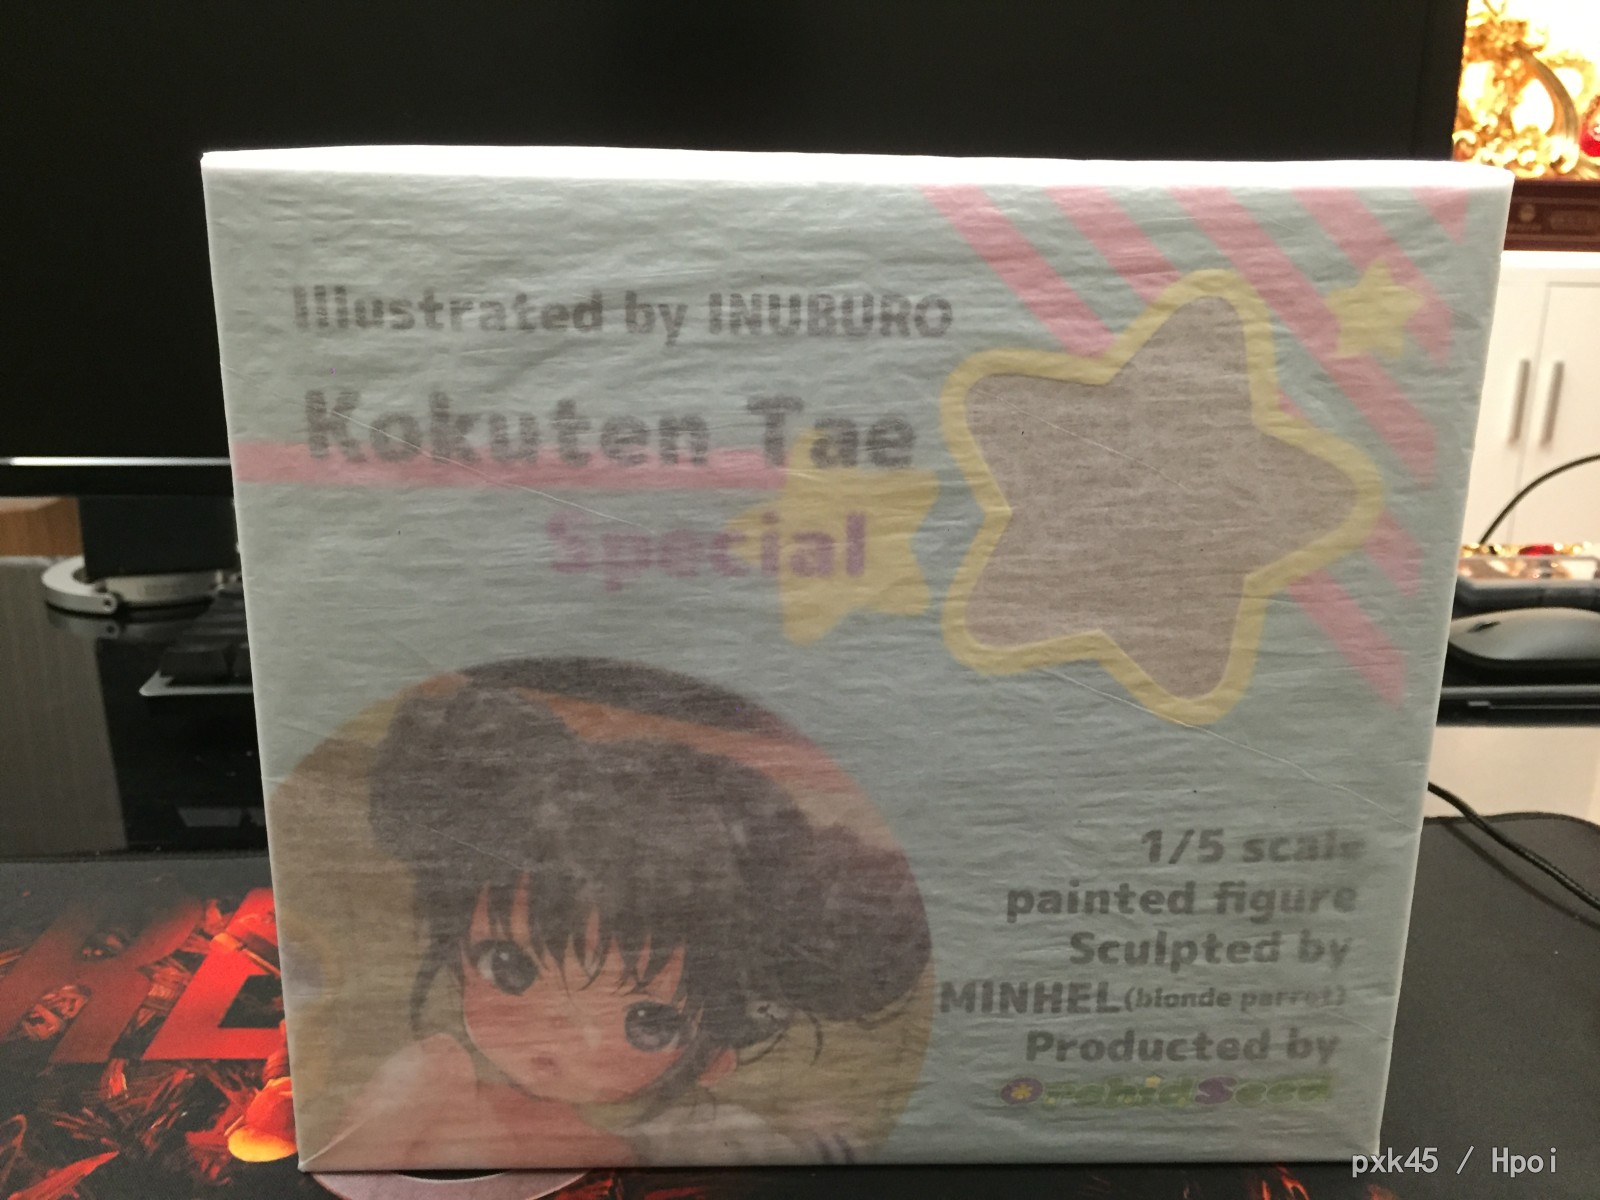 Illustrated by INUBURO
Kokuten Tae
Special
1/5 scale
painted figure
Sculpted by
MINHEL(blonde parrot)
Produced by
OrchidSeed
pxk45 / Hpoi